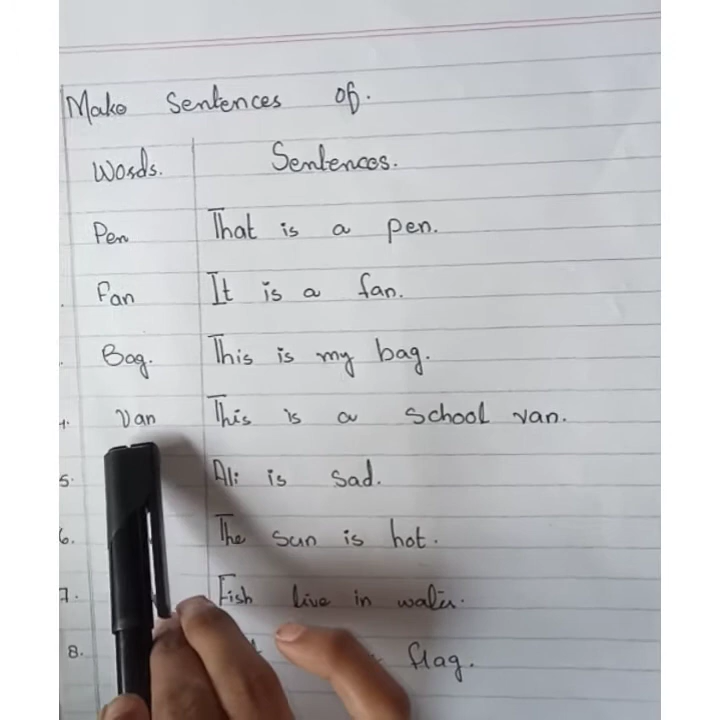 Make Sentences of.
Words. Sentences.
Pen That is a pen.
Fan It is a fan.
Bag. This is my bag.
4. Van This is a school van.
5. Ali is sad.
6. The sun is hot.
7. Fish live in water.
8. flag.